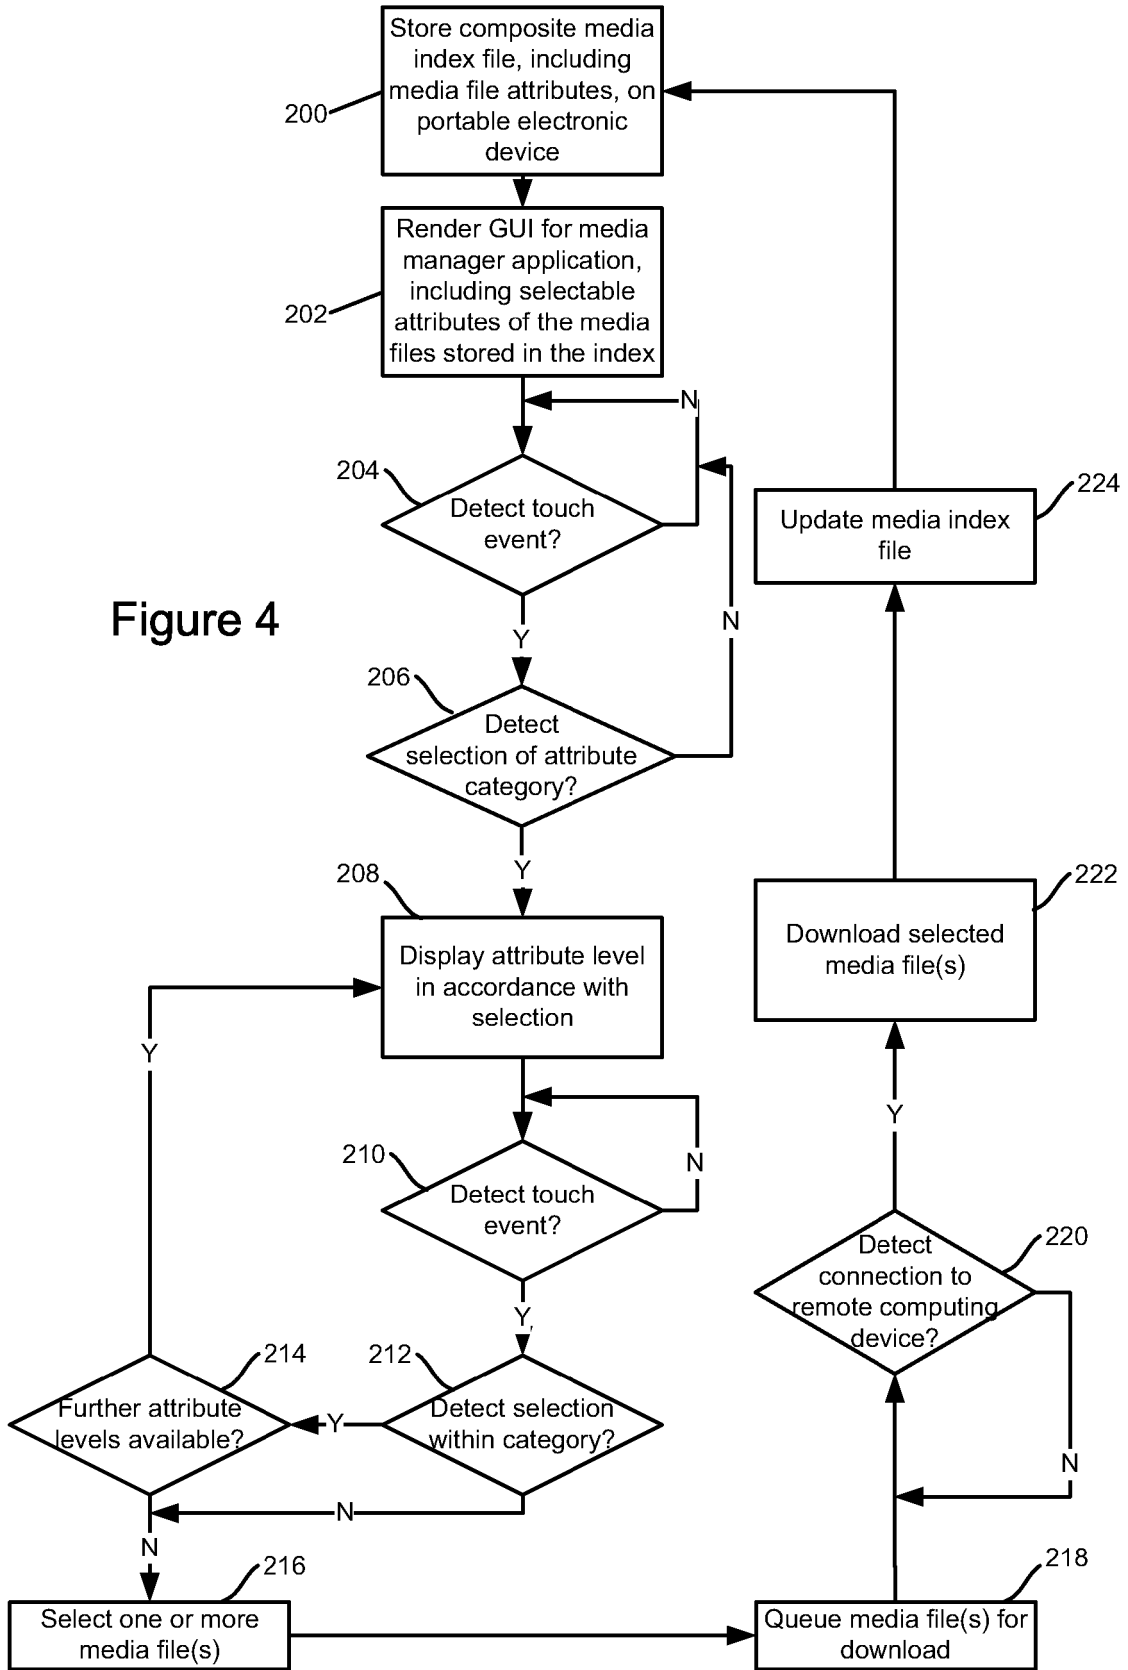 Store composite media
index file, including
media file attributes, on
portable electronic
device
200
Render GUI for media
manager application,
including selectable
attributes of the media
files stored in the index
202
N
204
Detect touch
event?
224
Update media index
file
Figure 4
N
Y
206
Detect
selection of attribute
category?
Y
208
Display attribute level
in accordance with
selection
222
Download selected
media file(s)
Y
Y
210
Detect touch
event?
N
220
Detect
connection to
remote computing
device?
Y
214
Further attribute
levels available?
212
Detect selection
within category?
Y
N
N
N
216
Select one or more
media file(s)
218
Queue media file(s) for
download